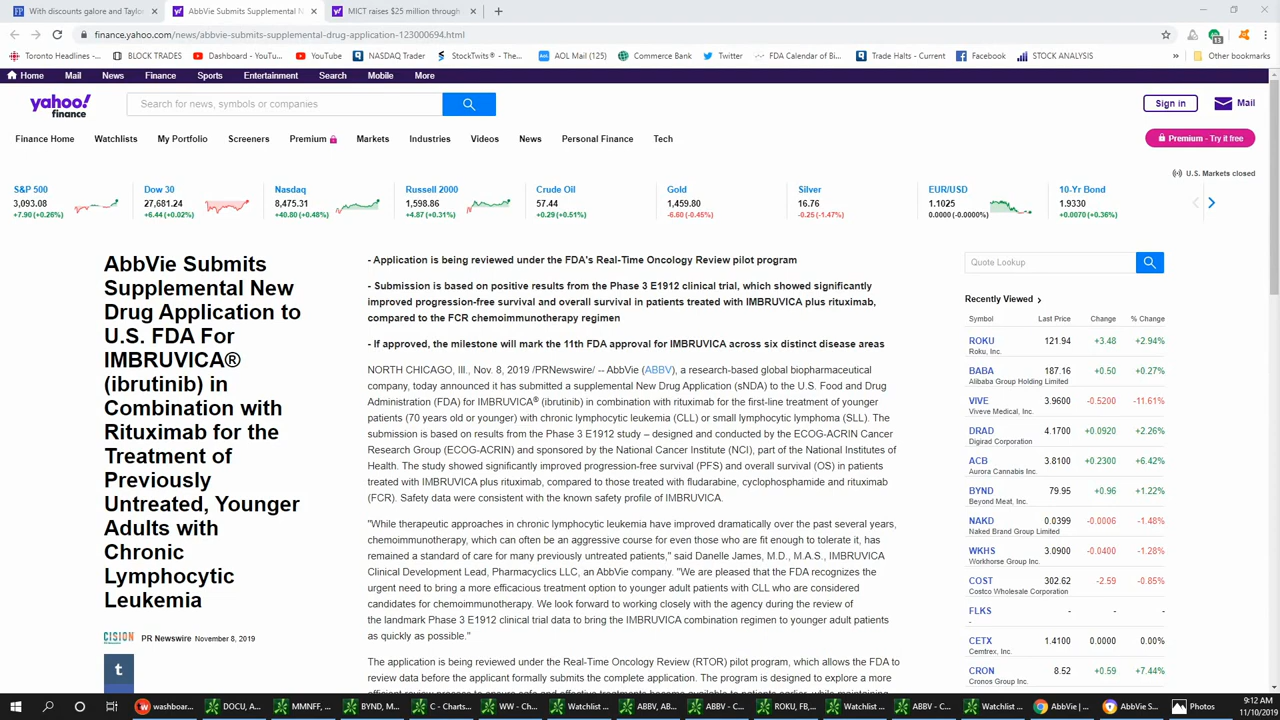 With discounts galore and Taylor
AbbVie Submits Supplemental N
MICT raises $25 million through
finance.yahoo.com/news/abbvie-submits-supplemental-drug-application-123000694.html
Toronto Headlines -...
BLOCK TRADES
Dashboard - YouTu...
YouTube
NASDAQ Trader
StockTwits® - The...
AOL Mail (125)
Commerce Bank
Twitter
FDA Calendar of Bi...
Trade Halts - Current
Facebook
STOCK ANALYSIS
»
Other bookmarks
Home Mail News Finance Sports Entertainment Search Mobile More
yahoo!
finance
Search for news, symbols or companies
Sign in
Mail
Finance Home Watchlists My Portfolio Screeners Premium Markets Industries Videos News Personal Finance Tech
Premium - Try it free
U.S. Markets closed
S&P 500
3,093.08
+7.90 (+0.26%)
Dow 30
27,681.24
+6.44 (+0.02%)
Nasdaq
8,475.31
+40.80 (+0.48%)
Russell 2000
1,598.86
+4.87 (+0.31%)
Crude Oil
57.44
+0.29 (+0.51%)
Gold
1,459.80
-6.60 (-0.45%)
Silver
16.76
-0.25 (-1.47%)
EUR/USD
1.1025
0.0000 (-0.0000%)
10-Yr Bond
1.9330
+0.0070 (+0.36%)
AbbVie Submits
Supplemental New
Drug Application to
U.S. FDA For
IMBRUVICA®
(ibrutinib) in
Combination with
Rituximab for the
Treatment of
Previously
Untreated, Younger
Adults with
Chronic
Lymphocytic
Leukemia
CISION
PR Newswire November 8, 2019
t
- Application is being reviewed under the FDA's Real-Time Oncology Review pilot program
- Submission is based on positive results from the Phase 3 E1912 clinical trial, which showed significantly
improved progression-free survival and overall survival in patients treated with IMBRUVICA plus rituximab,
compared to the FCR chemoimmunotherapy regimen
- If approved, the milestone will mark the 11th FDA approval for IMBRUVICA across six distinct disease areas
NORTH CHICAGO, Ill., Nov. 8, 2019 /PRNewswire/ -- AbbVie (ABBV), a research-based global biopharmaceutical
company, today announced it has submitted a supplemental New Drug Application (sNDA) to the U.S. Food and Drug
Administration (FDA) for IMBRUVICA® (ibrutinib) in combination with rituximab for the first-line treatment of younger
patients (70 years old or younger) with chronic lymphocytic leukemia (CLL) or small lymphocytic lymphoma (SLL). The
submission is based on results from the Phase 3 E1912 study – designed and conducted by the ECOG-ACRIN Cancer
Research Group (ECOG-ACRIN) and sponsored by the National Cancer Institute (NCI), part of the National Institutes of
Health. The study showed significantly improved progression-free survival (PFS) and overall survival (OS) in patients
treated with IMBRUVICA plus rituximab, compared to those treated with fludarabine, cyclophosphamide and rituximab
(FCR). Safety data were consistent with the known safety profile of IMBRUVICA.
"While therapeutic approaches in chronic lymphocytic leukemia have improved dramatically over the past several years,
chemoimmunotherapy, which can often be an aggressive course for even those who are fit enough to tolerate it, has
remained a standard of care for many previously untreated patients," said Danelle James, M.D., M.A.S., IMBRUVICA
Clinical Development Lead, Pharmacyclics LLC, an AbbVie company. "We are pleased that the FDA recognizes the
urgent need to bring a more efficacious treatment option to younger adult patients with CLL who are considered
candidates for chemoimmunotherapy. We look forward to working closely with the agency during the review of
the landmark Phase 3 E1912 clinical trial data to bring the IMBRUVICA combination regimen to younger adult patients
as quickly as possible."
The application is being reviewed under the Real-Time Oncology Review (RTOR) pilot program, which allows the FDA to
review data before the applicant formally submits the complete application. The program is designed to explore a more
Quote Lookup
Recently Viewed
Symbol Last Price Change % Change
ROKU 121.94 +3.48 +2.94%
Roku, Inc.
BABA 187.16 +0.50 +0.27%
Alibaba Group Holding Limited
VIVE 3.9600 -0.5200 -11.61%
Viveve Medical, Inc.
DRAD 4.1700 +0.0920 +2.26%
Digirad Corporation
ACB 3.8100 +0.2300 +6.42%
Aurora Cannabis Inc.
BYND 79.95 +0.96 +1.22%
Beyond Meat, Inc.
NAKD 0.0399 -0.0006 -1.48%
Naked Brand Group Limited
WKHS 3.0900 -0.0400 -1.28%
Workhorse Group Inc.
COST 302.62 -2.59 -0.85%
Costco Wholesale Corporation
FLKS - - -
-
CETX 1.4100 0.0000 0.00%
Cemtrex, Inc.
CRON 8.52 +0.59 +7.44%
Cronos Group Inc.
washboar...
DOCU, A...
MMNFF, ...
BYND, M...
C - Charts...
WW - Ch...
Watchlist ...
ABBV, AB...
ABBV - C...
ROKU, FB,...
Watchlist ...
ABBV - C...
Watchlist ...
AbbVie | ...
AbbVie S...
Photos
9:12 AM
11/10/2019